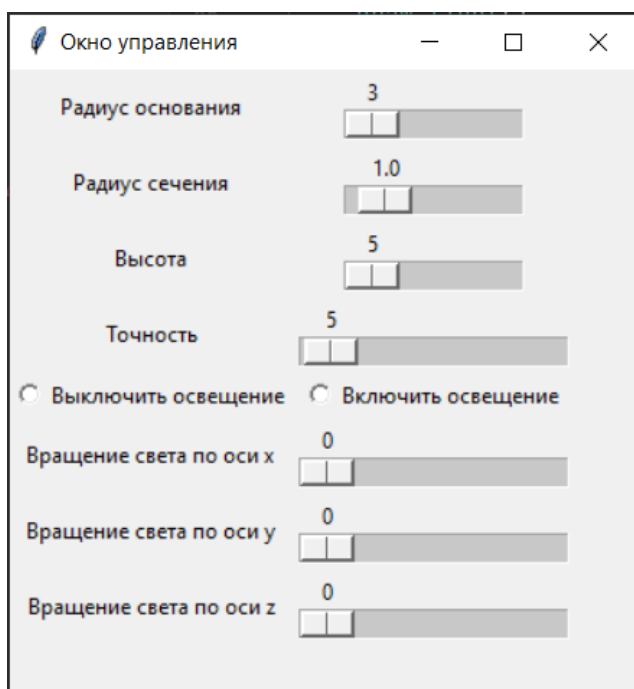 Окно управления
3
Радиус основания
1.0
Радиус сечения
5
Высота
5
Точность
Выключить освещение Включить освещение
0
Вращение света по оси x
0
Вращение света по оси y
0
Вращение света по оси z